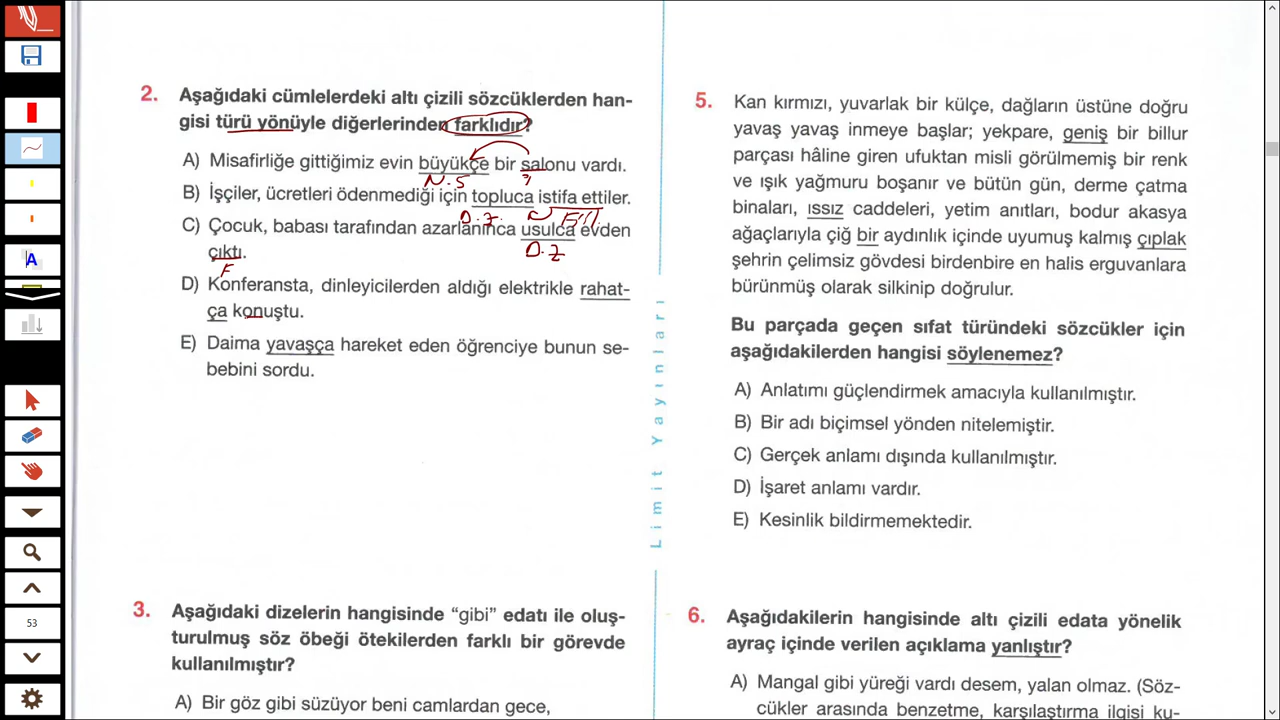 2. Aşağıdaki cümlelerdeki altı çizili sözcüklerden han-
gisi türü yönüyle diğerlerinden farklıdır?
A) Misafirliğe gittiğimiz evin büyükçe bir salonu vardı.
N.S
B) İşçiler, ücretleri ödenmediği için topluca istifa ettiler.
D.Z.
C) Çocuk, babası tarafından azarlanınca usulca evden
çıktı.
D.Z
F
D) Konferansta, dinleyicilerden aldığı elektrikle rahat-
ça konuştu.
E) Daima yavaşça hareket eden öğrenciye bunun se-
bebini sordu.
3. Aşağıdaki dizelerin hangisinde “gibi” edatı ile oluş-
turulmuş söz öbeği ötekilerden farklı bir görevde
kullanılmıştır?
A) Bir göz gibi süzüyor beni camlardan gece,
Limit Yayınları
5. Kan kırmızı, yuvarlak bir külçe, dağların üstüne doğru
yavaş yavaş inmeye başlar; yekpare, geniş bir billur
parçası hâline giren ufuktan misli görülmemiş bir renk
ve ışık yağmuru boşanır ve bütün gün, derme çatma
binaları, ıssız caddeleri, yetim anıtları, bodur akasya
ağaçlarıyla çiğ bir aydınlık içinde uyumuş kalmış çıplak
şehrin çelimsiz gövdesi birdenbire en halis erguvanlara
bürünmüş olarak silkinip doğrulur.
Bu parçada geçen sıfat türündeki sözcükler için
aşağıdakilerden hangisi söylenemez?
A) Anlatımı güçlendirmek amacıyla kullanılmıştır.
B) Bir adı biçimsel yönden nitelemiştir.
C) Gerçek anlamı dışında kullanılmıştır.
D) İşaret anlamı vardır.
E) Kesinlik bildirmemektedir.
6. Aşağıdakilerin hangisinde altı çizili edata yönelik
ayraç içinde verilen açıklama yanlıştır?
A) Mangal gibi yüreği vardı desem, yalan olmaz. (Söz-
cükler arasında benzetme, karşılaştırma ilgisi ku-
A
53